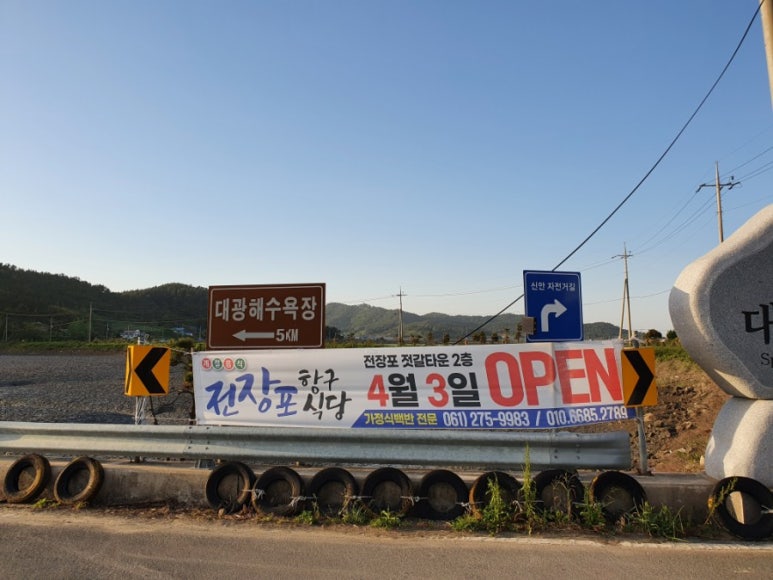 대광해수욕장
5KM
신안 자전거길
전장포 항구 식당
전장포 젓갈타운 2층
4월 3일 OPEN
가정식백반 전문 061) 275-9983 / 010.6685.2789
대